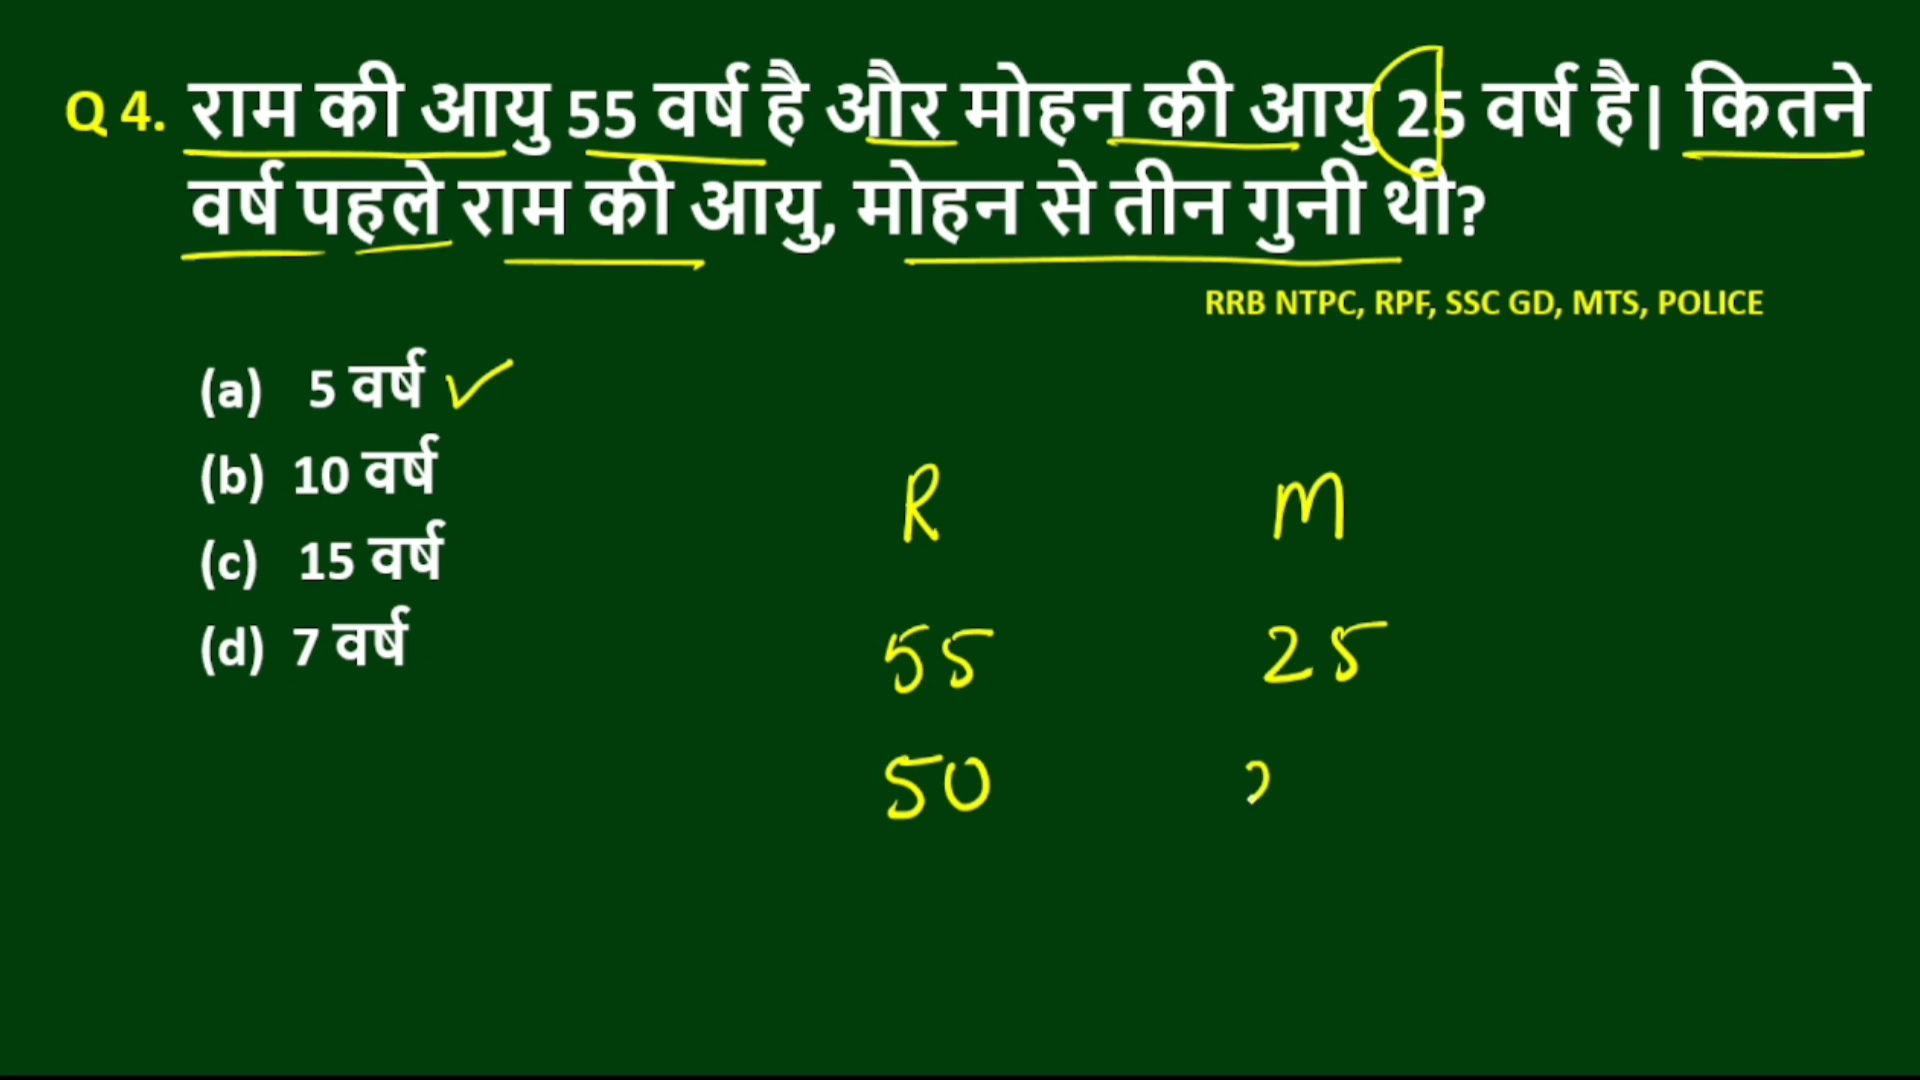 Q 4. राम की आयु 55 वर्ष है और मोहन की आयु 25 वर्ष है| कितने
वर्ष पहले राम की आयु, मोहन से तीन गुनी थी?
RRB NTPC, RPF, SSC GD, MTS, POLICE
(a) 5 वर्ष ✓
(b) 10 वर्ष
(c) 15 वर्ष
(d) 7 वर्ष
R M
55 25
50